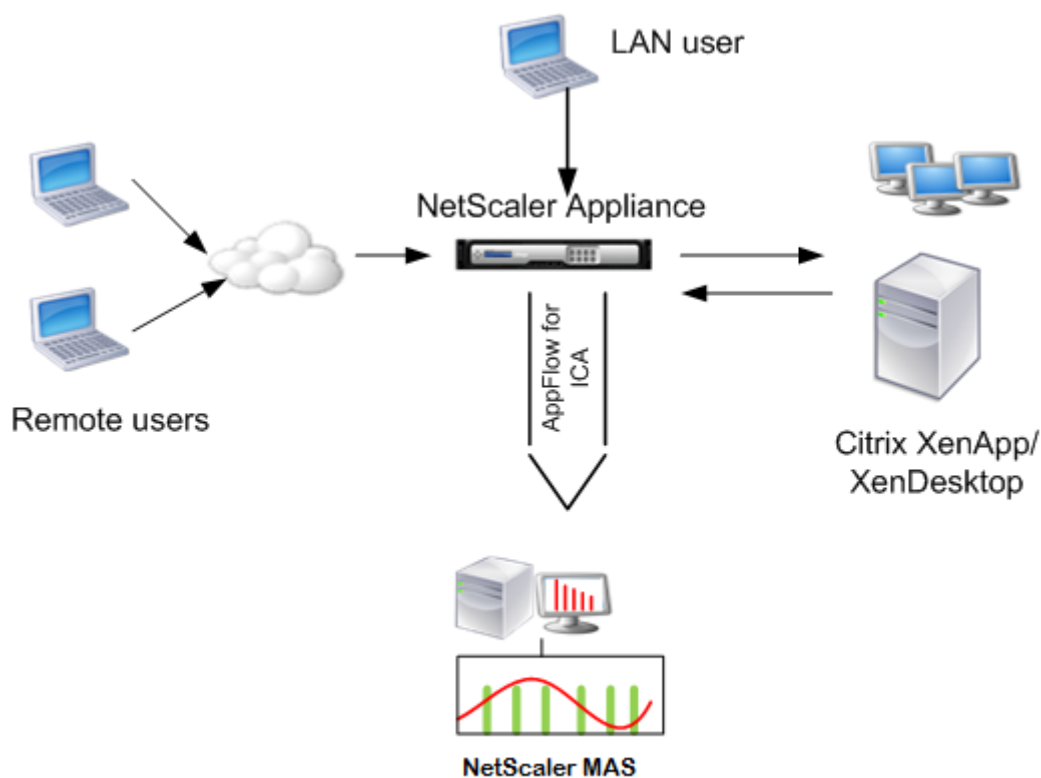 LAN user
NetScaler Appliance
Remote users
AppFlow for
ICA
Citrix XenApp/
XenDesktop
NetScaler MAS